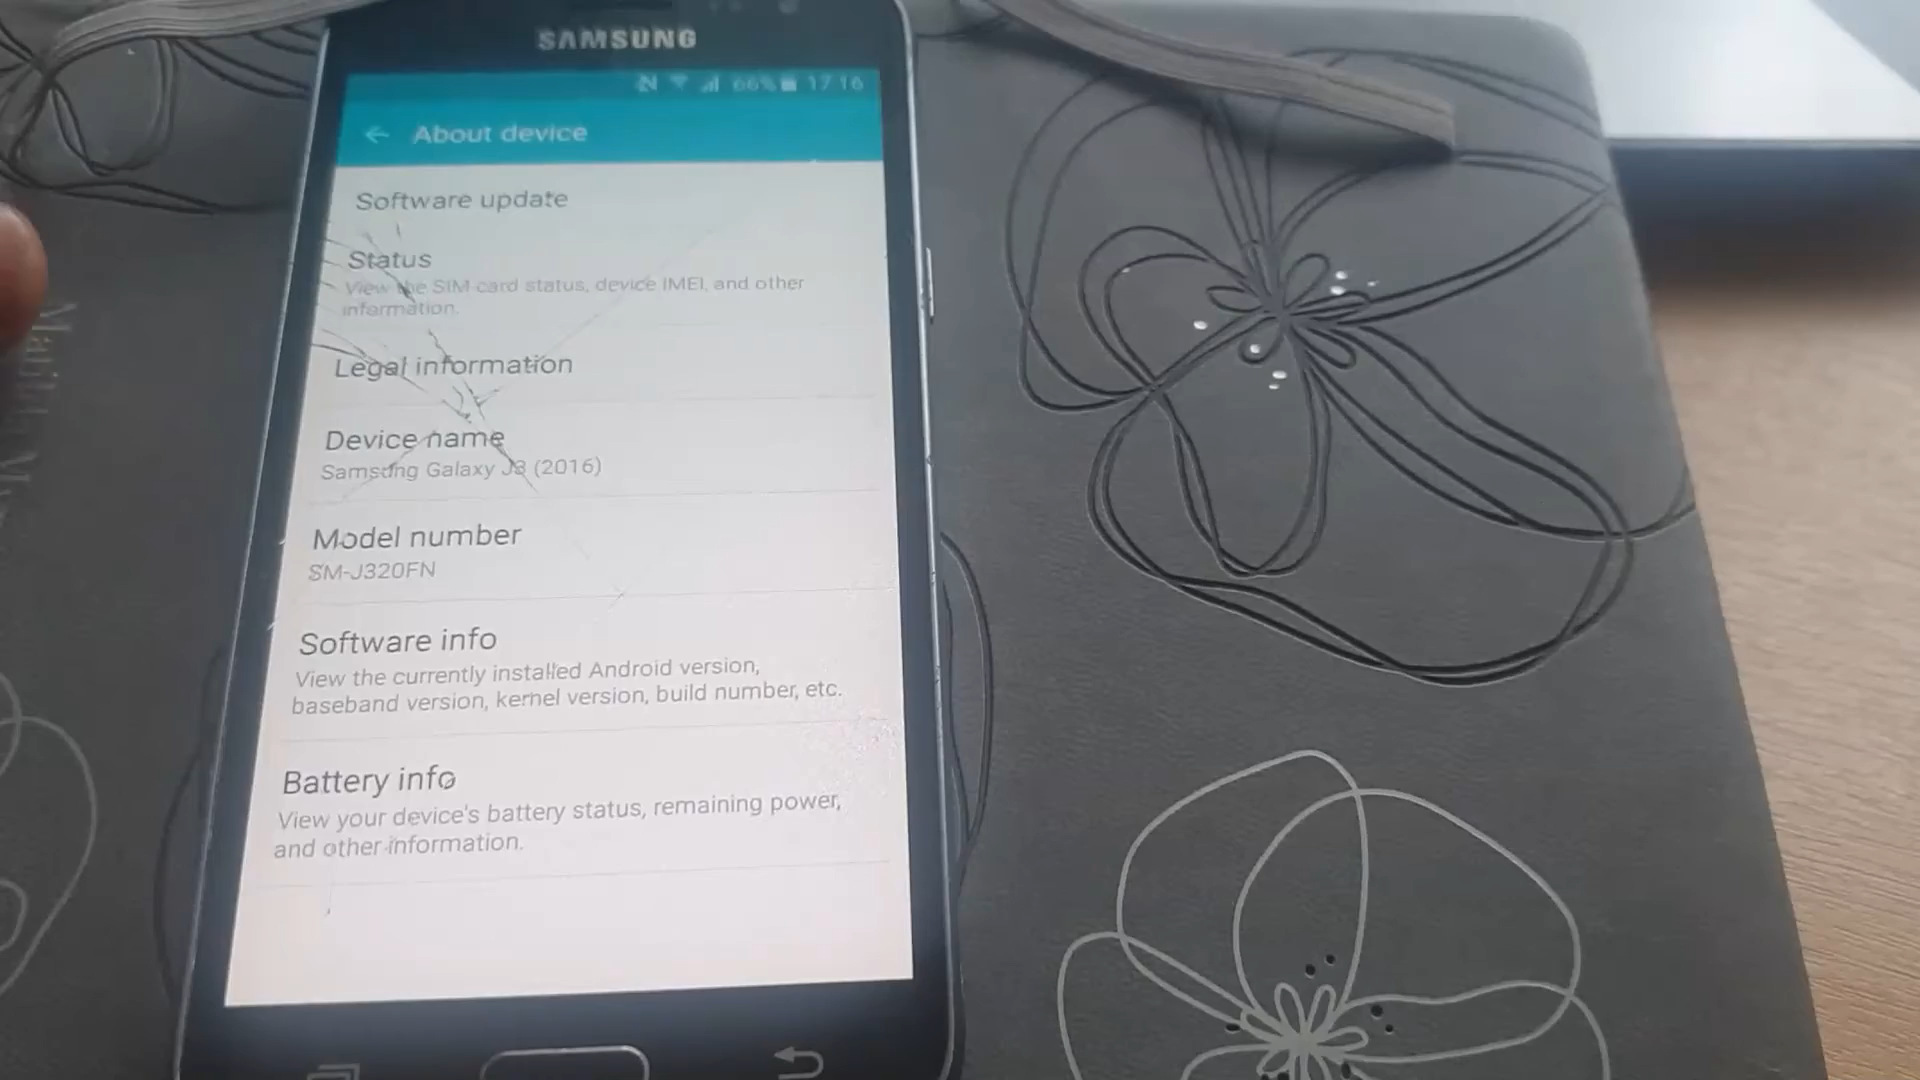 SAMSUNG
66% 17:16
About device
Software update
Status
View the SIM card status, device IMEI, and other
information.
Legal information
Device name
Samsung Galaxy J3 (2016)
Model number
SM-J320FN
Software info
View the currently installed Android version,
baseband version, kernel version, build number, etc.
Battery info
View your device's battery status, remaining power,
and other information.